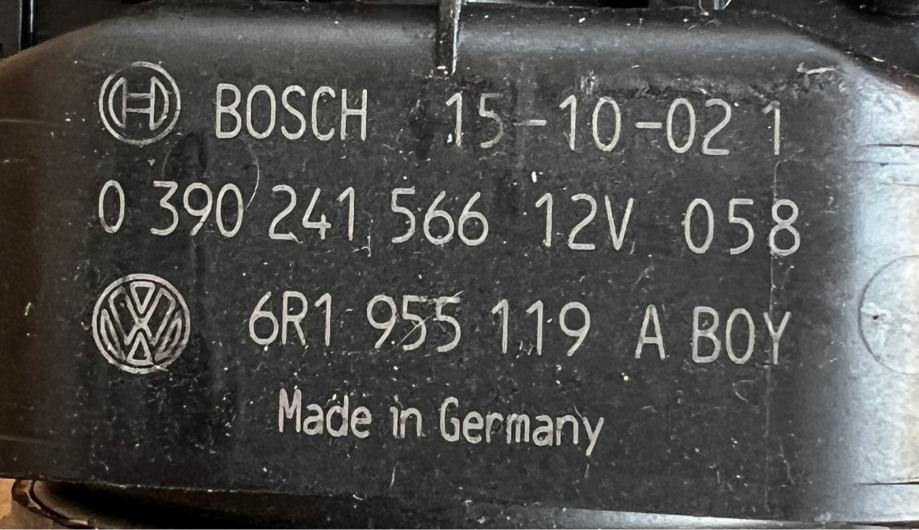 BOSCH 15-10-02 1
0 390 241 566 12V 058
6R1 955 119 A BOY
Made in Germany